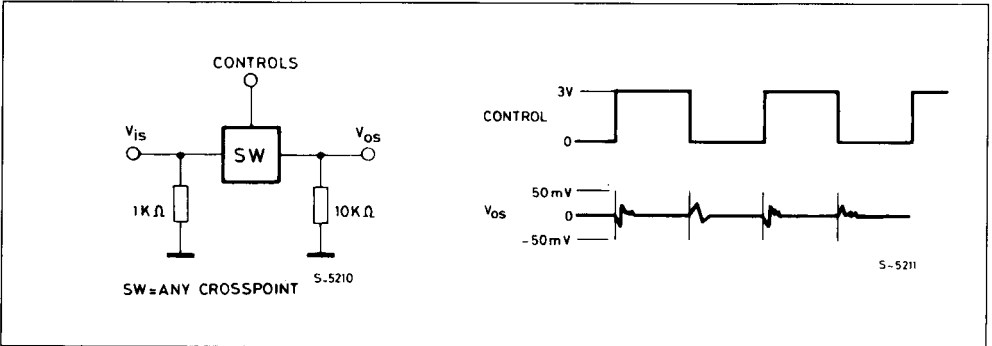 CONTROLS
Vis
Vos
SW
1KΩ
10KΩ
S-5210
SW=ANY CROSSPOINT
3V
CONTROL
0
50mV
Vos
0
-50mV
S-5211